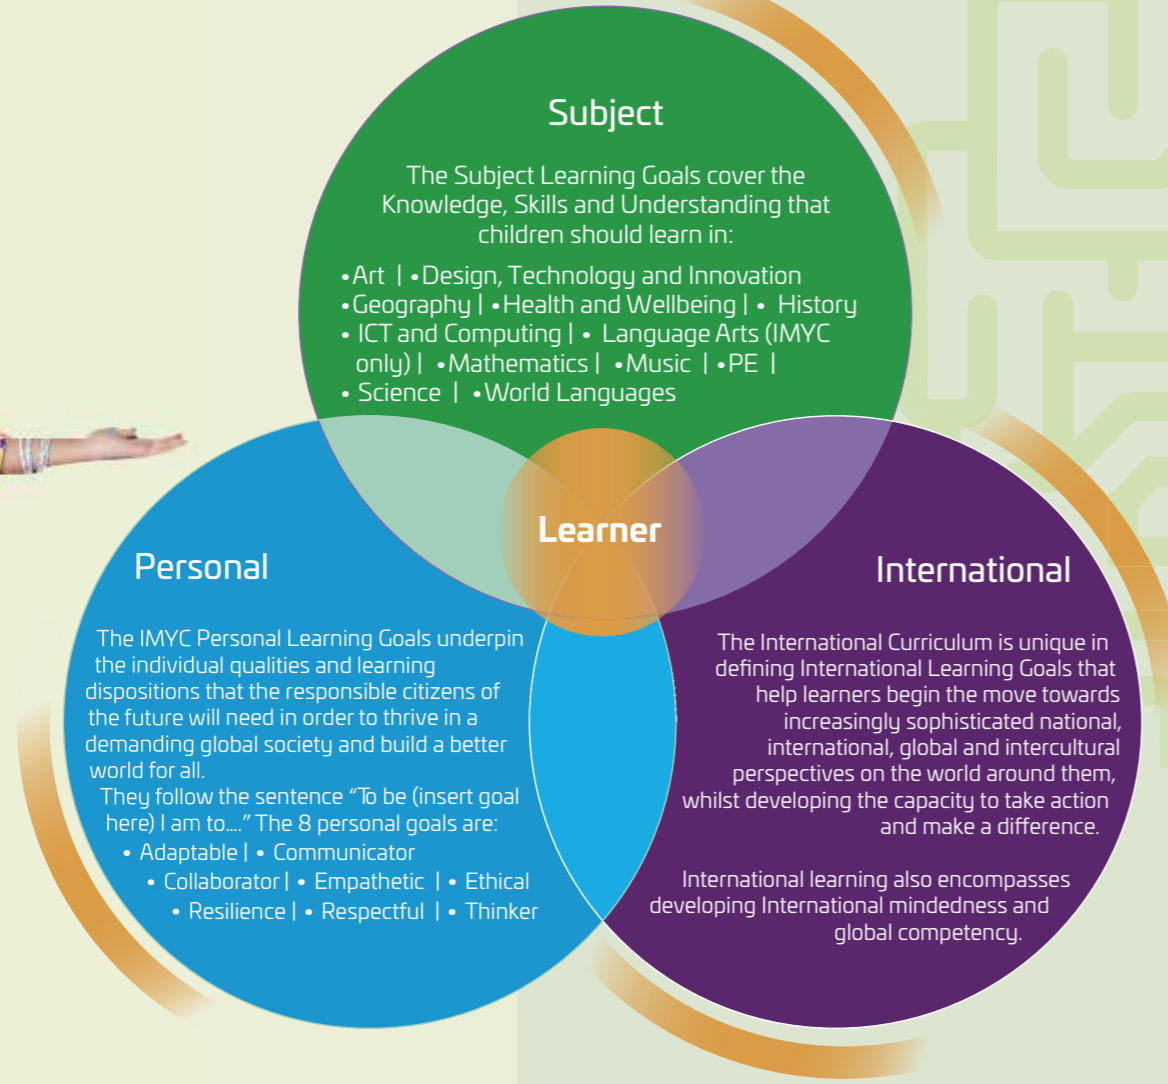 Subject
The Subject Learning Goals cover the
Knowledge, Skills and Understanding that
children should learn in:
•Art | •Design, Technology and Innovation
•Geography | •Health and Wellbeing | • History
• ICT and Computing | • Language Arts (IMYC
only) | •Mathematics | •Music | •PE |
• Science | •World Languages
Learner
Personal
The IMYC Personal Learning Goals underpin
the individual qualities and learning
dispositions that the responsible citizens of
the future will need in order to thrive in a
demanding global society and build a better
world for all.
They follow the sentence “To be (insert goal
here) I am to....” The 8 personal goals are:
• Adaptable | • Communicator
• Collaborator | • Empathetic | • Ethical
• Resilience | • Respectful | • Thinker
International
The International Curriculum is unique in
defining International Learning Goals that
help learners begin the move towards
increasingly sophisticated national,
international, global and intercultural
perspectives on the world around them,
whilst developing the capacity to take action
and make a difference.
International learning also encompasses
developing International mindedness and
global competency.